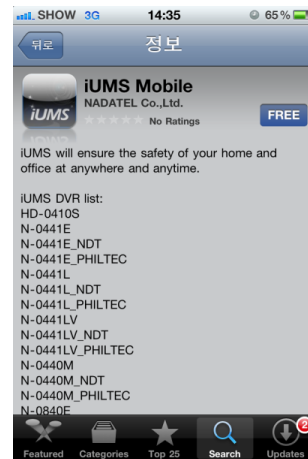 SHOW 3G 14:35 65%
뒤로 정보
iUMS
iUMS Mobile
NADATEL Co.,Ltd.
No Ratings
FREE
iUMS will ensure the safety of your home and
office at anywhere and anytime.
iUMS DVR list:
HD-0410S
N-0441E
N-0441E_NDT
N-0441E_PHILTEC
N-0441L
N-0441L_NDT
N-0441L_PHILTEC
N-0441LV
N-0441LV_NDT
N-0441LV_PHILTEC
N-0440M
N-0440M_NDT
N-0440M_PHILTEC
N-0840E
2
Featured Categories Top 25 Search Updates